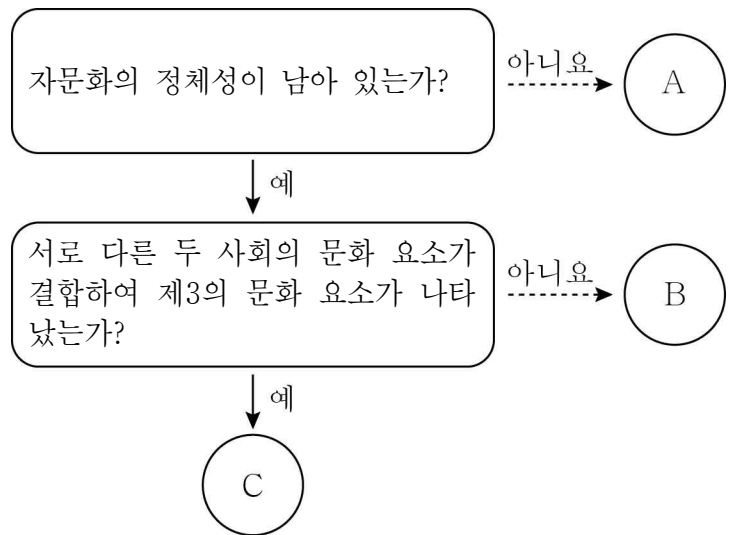 자문화의 정체성이 남아 있는가?
아니요
A
예
서로 다른 두 사회의 문화 요소가
결합하여 제3의 문화 요소가 나타
났는가?
아니요
B
예
C